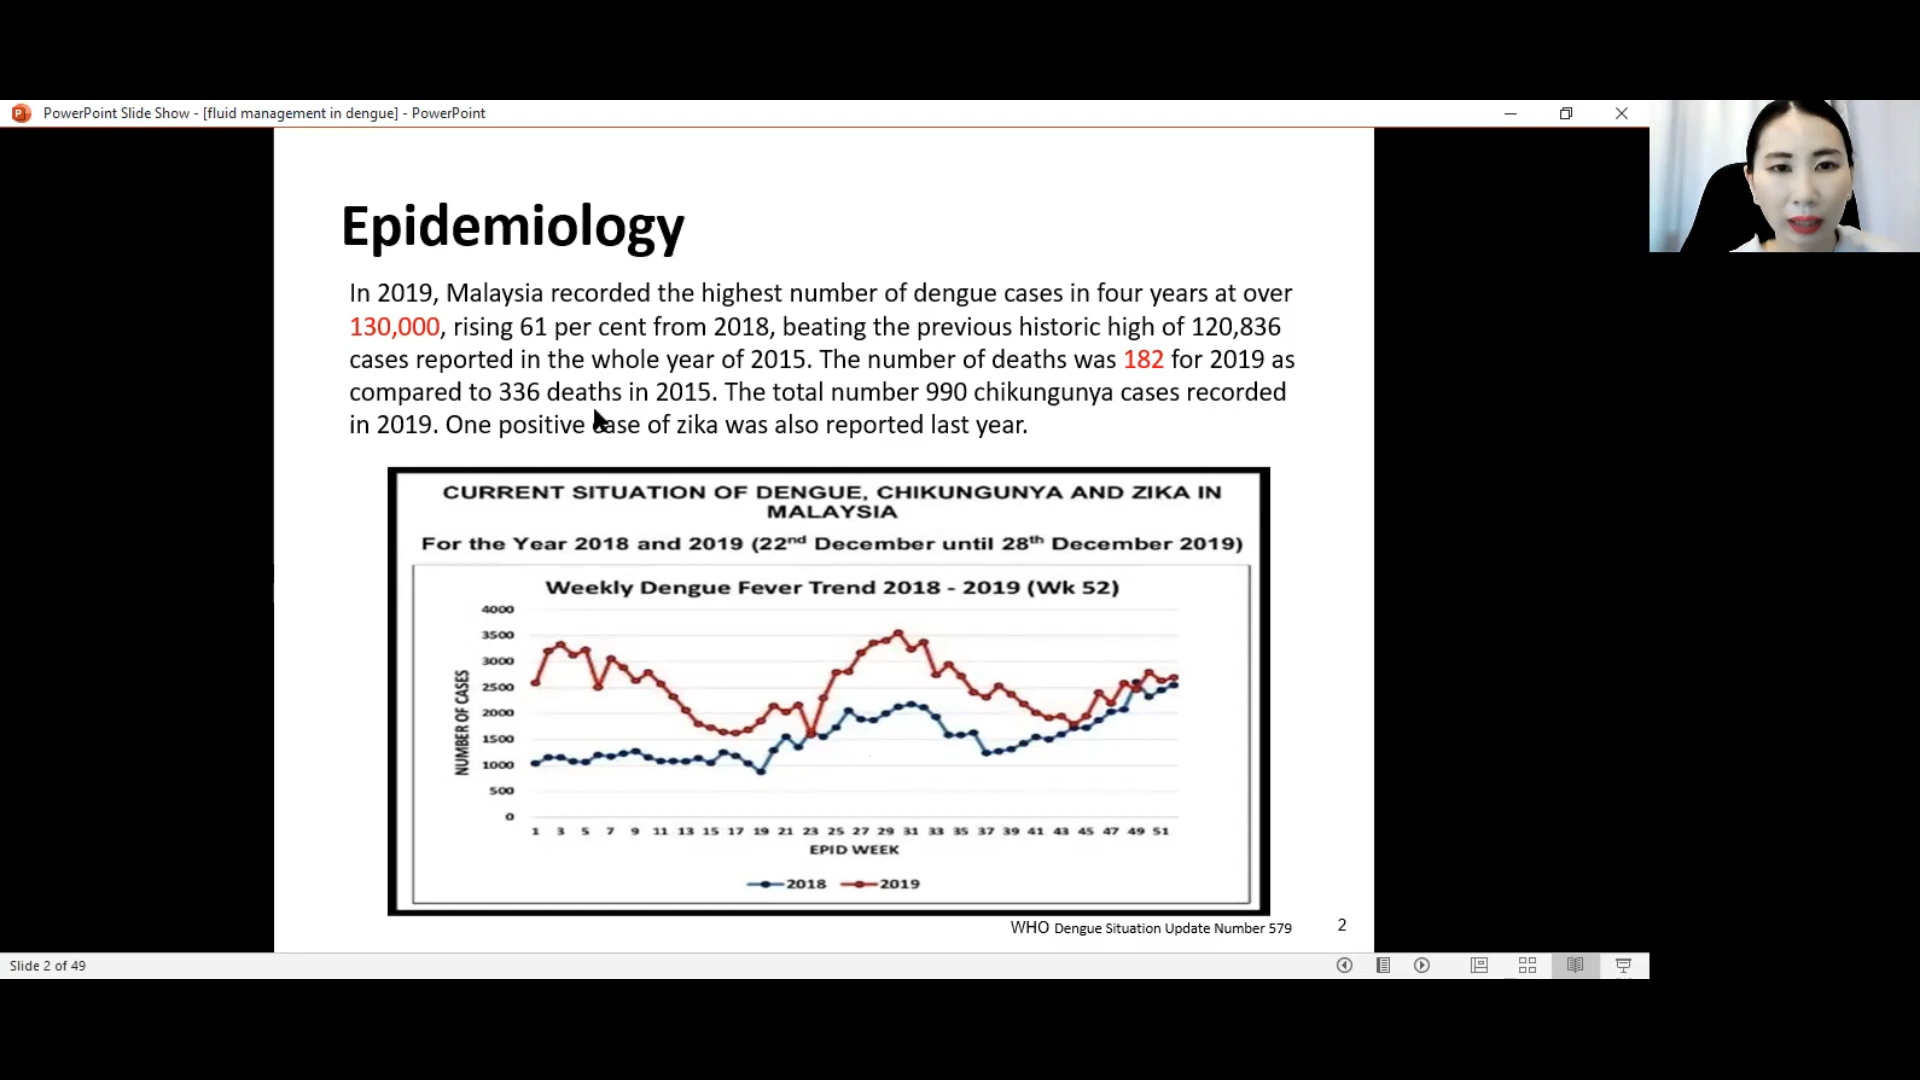 PowerPoint Slide Show - [fluid management in dengue] - PowerPoint
Epidemiology
In 2019, Malaysia recorded the highest number of dengue cases in four years at over
130,000, rising 61 per cent from 2018, beating the previous historic high of 120,836
cases reported in the whole year of 2015. The number of deaths was 182 for 2019 as
compared to 336 deaths in 2015. The total number 990 chikungunya cases recorded
in 2019. One positive case of zika was also reported last year.
CURRENT SITUATION OF DENGUE, CHIKUNGUNYA AND ZIKA IN
MALAYSIA
For the Year 2018 and 2019 (22nd December until 28th December 2019)
Weekly Dengue Fever Trend 2018 - 2019 (Wk 52)
4000
3500
3000
2500
2000
1500
1000
500
0
NUMBER OF CASES
1 3 5 7 9 11 13 15 17 19 21 23 25 27 29 31 33 35 37 39 41 43 45 47 49 51
EPID WEEK
2018 2019
WHO Dengue Situation Update Number 579
2
Slide 2 of 49